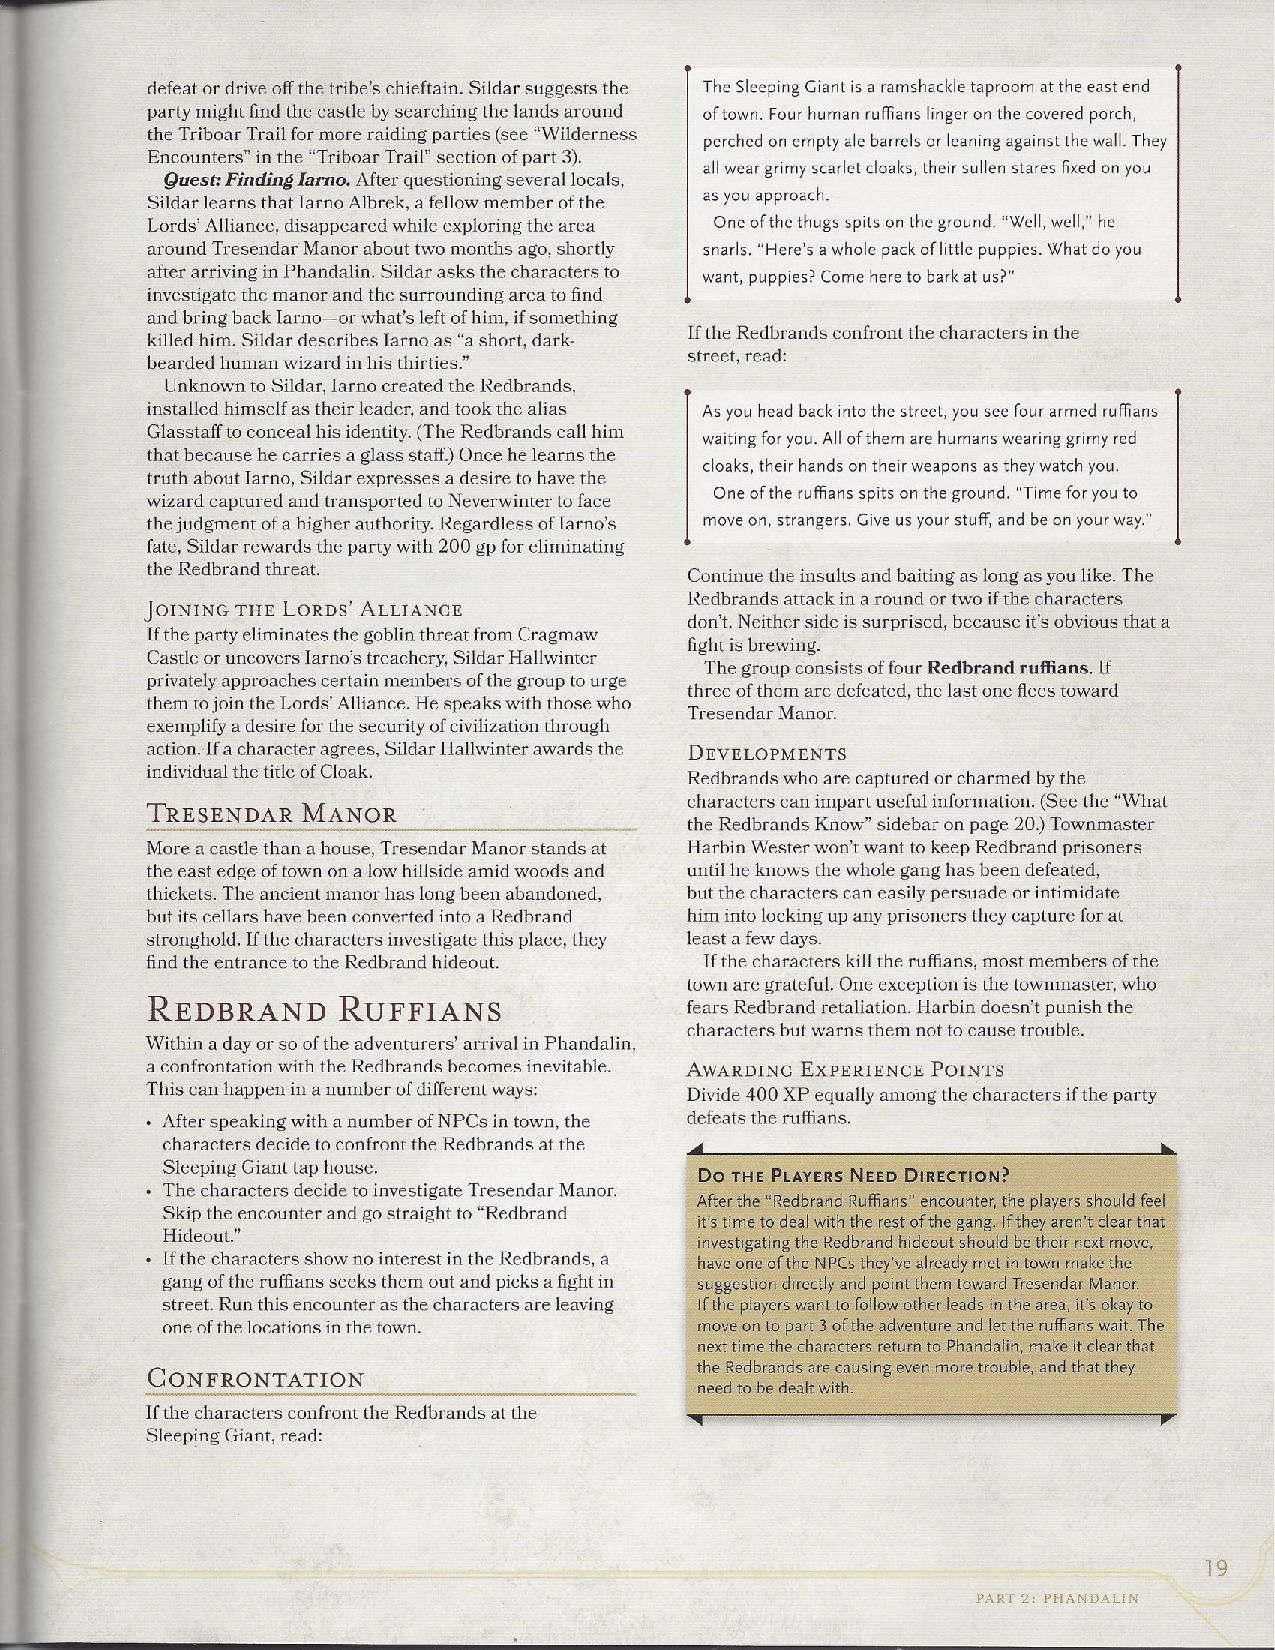 defeat or drive off the tribe's chieftain. Sildar suggests the
party might find the castle by searching the lands around
the Triboar Trail for more raiding parties (see “Wilderness
Encounters” in the “Triboar Trail” section of part 3).
Quest: Finding Iarno. After questioning several locals,
Sildar learns that Iarno Albrek, a fellow member of the
Lords’ Alliance, disappeared while exploring the area
around Tresendar Manor about two months ago, shortly
after arriving in Phandalin. Sildar asks the characters to
investigate the manor and the surrounding area to find
and bring back Iarno—or what’s left of him, if something
killed him. Sildar describes Iarno as “a short, dark-
bearded human wizard in his thirties.”
Unknown to Sildar, Iarno created the Redbrands,
installed himself as their leader, and took the alias
Glasstaff to conceal his identity. (The Redbrands call him
that because he carries a glass staff.) Once he learns the
truth about Iarno, Sildar expresses a desire to have the
wizard captured and transported to Neverwinter to face
the judgment of a higher authority. Regardless of Iarno’s
fate, Sildar rewards the party with 200 gp for eliminating
the Redbrand threat.
Joining the Lords’ Alliance
If the party eliminates the goblin threat from Cragmaw
Castle or uncovers Iarno’s treachery, Sildar Hallwinter
privately approaches certain members of the group to urge
them to join the Lords’ Alliance. He speaks with those who
exemplify a desire for the security of civilization through
action. If a character agrees, Sildar Hallwinter awards the
individual the title of Cloak.
Tresendar Manor
More a castle than a house, Tresendar Manor stands at
the east edge of town on a low hillside amid woods and
thickets. The ancient manor has long been abandoned,
but its cellars have been converted into a Redbrand
stronghold. If the characters investigate this place, they
find the entrance to the Redbrand hideout.
Redbrand Ruffians
Within a day or so of the adventurers’ arrival in Phandalin,
a confrontation with the Redbrands becomes inevitable.
This can happen in a number of different ways:
• After speaking with a number of NPCs in town, the
characters decide to confront the Redbrands at the
Sleeping Giant tap house.
• The characters decide to investigate Tresendar Manor.
Skip the encounter and go straight to “Redbrand
Hideout.”
• If the characters show no interest in the Redbrands, a
gang of the ruffians seeks them out and picks a fight in
street. Run this encounter as the characters are leaving
one of the locations in the town.
Confrontation
If the characters confront the Redbrands at the
Sleeping Giant, read:
The Sleeping Giant is a ramshackle taproom at the east end
of town. Four human ruffians linger on the covered porch,
perched on empty ale barrels or leaning against the wall. They
all wear grimy scarlet cloaks, their sullen stares fixed on you
as you approach.
One of the thugs spits on the ground. “Well, well,” he
snarls. “Here’s a whole pack of little puppies. What do you
want, puppies? Come here to bark at us?”
If the Redbrands confront the characters in the
street, read:
As you head back into the street, you see four armed ruffians
waiting for you. All of them are humans wearing grimy red
cloaks, their hands on their weapons as they watch you.
One of the ruffians spits on the ground. “Time for you to
move on, strangers. Give us your stuff, and be on your way.”
Continue the insults and baiting as long as you like. The
Redbrands attack in a round or two if the characters
don’t. Neither side is surprised, because it’s obvious that a
fight is brewing.
The group consists of four Redbrand ruffians. If
three of them are defeated, the last one flees toward
Tresendar Manor.
Developments
Redbrands who are captured or charmed by the
characters can impart useful information. (See the “What
the Redbrands Know” sidebar on page 20.) Townmaster
Harbin Wester won’t want to keep Redbrand prisoners
until he knows the whole gang has been defeated,
but the characters can easily persuade or intimidate
him into locking up any prisoners they capture for at
least a few days.
If the characters kill the ruffians, most members of the
town are grateful. One exception is the townmaster, who
fears Redbrand retaliation. Harbin doesn’t punish the
characters but warns them not to cause trouble.
Awarding Experience Points
Divide 400 XP equally among the characters if the party
defeats the ruffians.
Do the Players Need Direction?
After the “Redbrand Ruffians” encounter, the players should feel
it’s time to deal with the rest of the gang. If they aren’t clear that
investigating the Redbrand hideout should be their next move,
have one of the NPCs they’ve already met in town make the
suggestion directly and point them toward Tresendar Manor.
If the players want to follow other leads in the area, it’s okay to
move on to part 3 of the adventure and let the ruffians wait. The
next time the characters return to Phandalin, make it clear that
the Redbrands are causing even more trouble, and that they
need to be dealt with.
19
PART 2: PHANDALIN